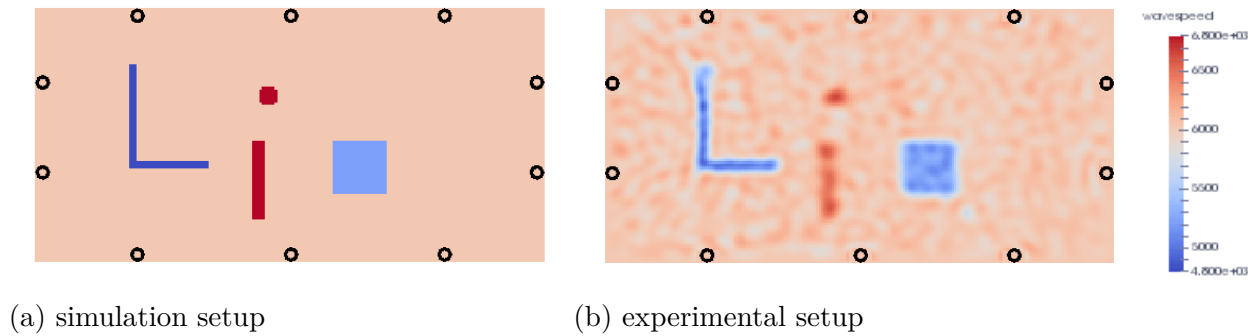 wavespeed
6.800e+03
6500
6000
5500
5000
4.800e+03
(a) simulation setup
(b) experimental setup